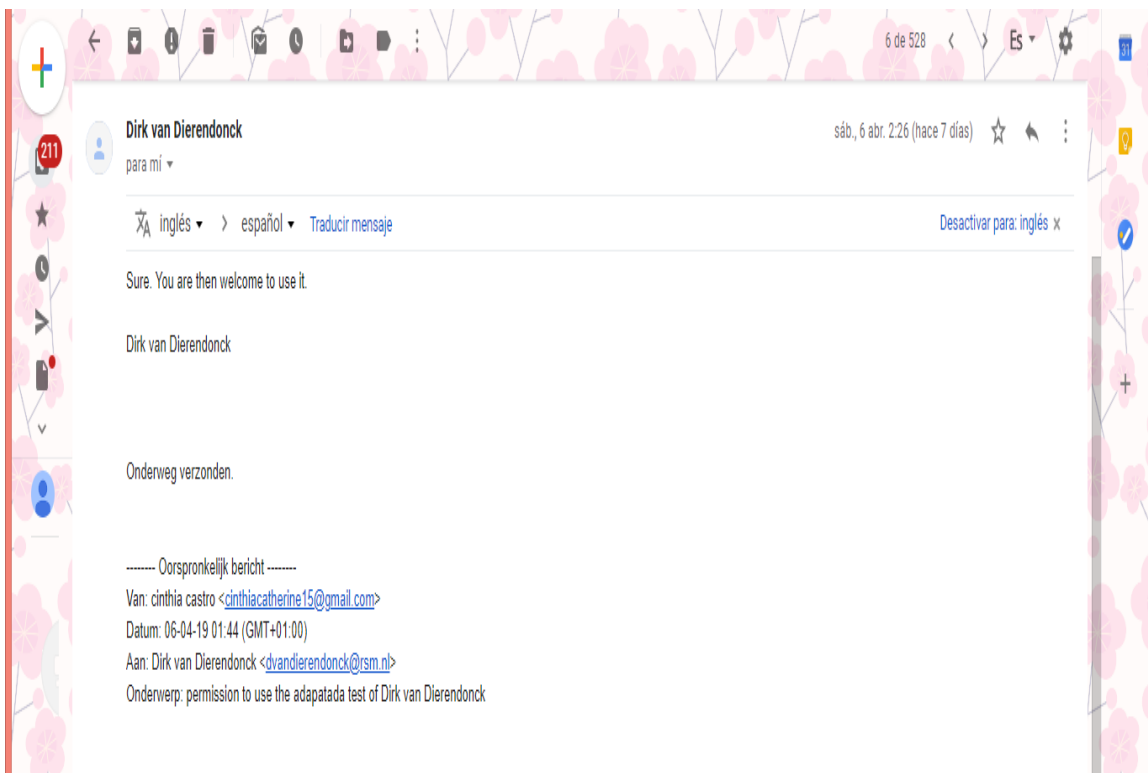 6 de 528
Es
31
211
Dirk van Dierendonck
sáb., 6 abr. 2:26 (hace 7 días)
para mí
inglés > español Traducir mensaje
Desactivar para: inglés x
Sure. You are then welcome to use it.
Dirk van Dierendonck
Onderweg verzonden.
-------- Oorspronkelijk bericht --------
Van: cinthia castro <cinthiacatherine15@gmail.com>
Datum: 06-04-19 01:44 (GMT+01:00)
Aan: Dirk van Dierendonck <dvandierendonck@rsm.nl>
Onderwerp: permission to use the adapatada test of Dirk van Dierendonck